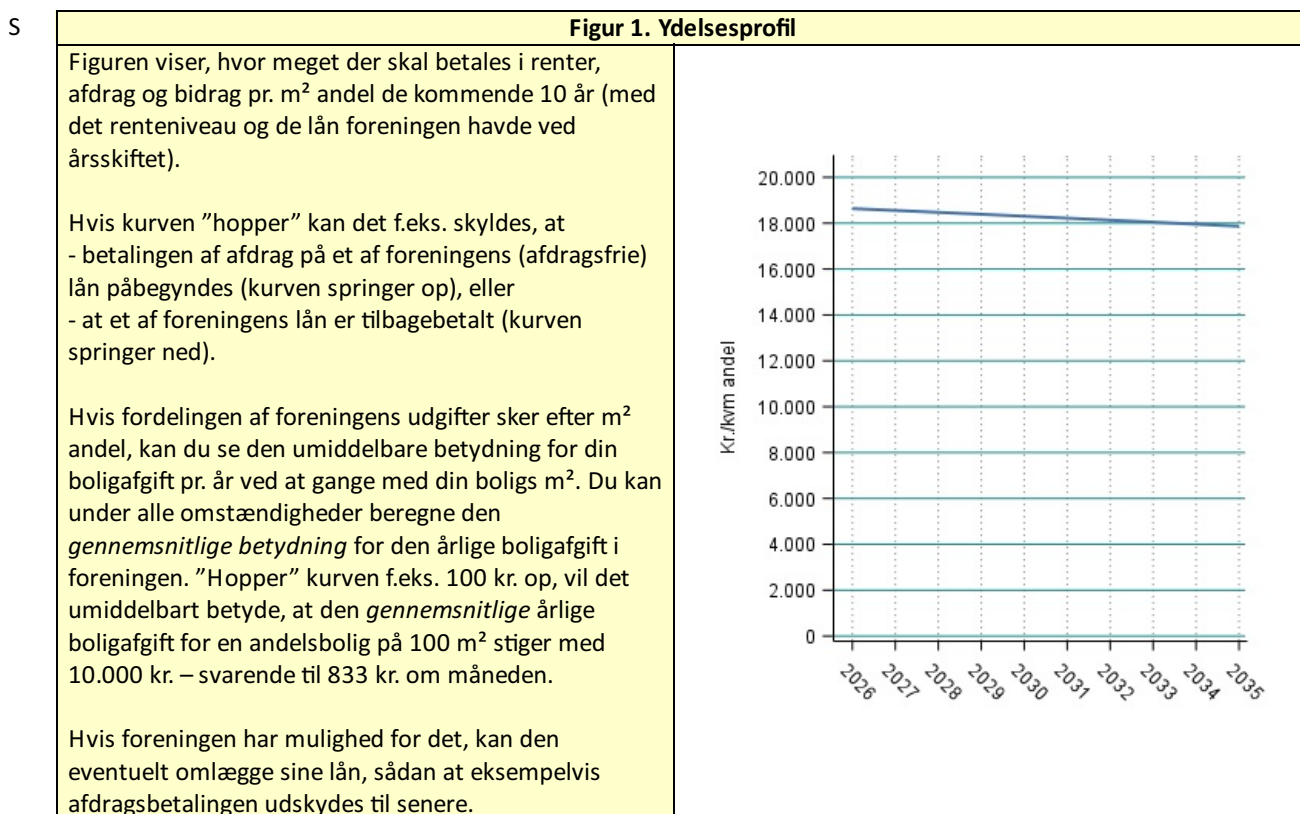 S
Figur 1. Ydelsesprofil
Figuren viser, hvor meget der skal betales i renter,
afdrag og bidrag pr. m² andel de kommende 10 år (med
det renteniveau og de lån foreningen havde ved
årsskiftet).
Hvis kurven ”hopper” kan det f.eks. skyldes, at
- betalingen af afdrag på et af foreningens (afdragsfrie)
lån påbegyndes (kurven springer op), eller
- at et af foreningens lån er tilbagebetalt (kurven
springer ned).
Hvis fordelingen af foreningens udgifter sker efter m²
andel, kan du se den umiddelbare betydning for din
boligafgift pr. år ved at gange med din boligs m². Du kan
under alle omstændigheder beregne den
gennemsnitlige betydning for den årlige boligafgift i
foreningen. ”Hopper” kurven f.eks. 100 kr. op, vil det
umiddelbart betyde, at den gennemsnitlige årlige
boligafgift for en andelsbolig på 100 m² stiger med
10.000 kr. – svarende til 833 kr. om måneden.
Hvis foreningen har mulighed for det, kan den
eventuelt omlægge sine lån, sådan at eksempelvis
afdragsbetalingen udskydes til senere.
Kr./kvm andel
20.000
18.000
16.000
14.000
12.000
10.000
8.000
6.000
4.000
2.000
0
2026
2027
2028
2029
2030
2031
2032
2033
2034
2035